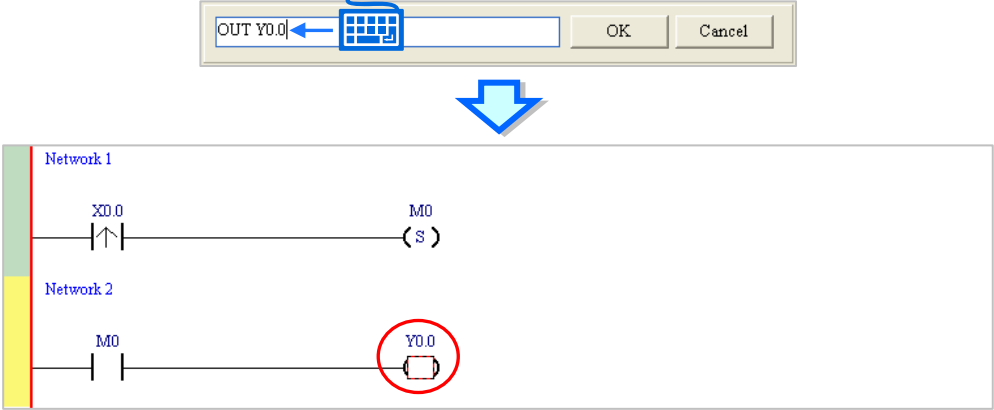 OUT Y0.0
OK
Cancel
Network 1
X0.0
M0
S
Network 2
M0
Y0.0